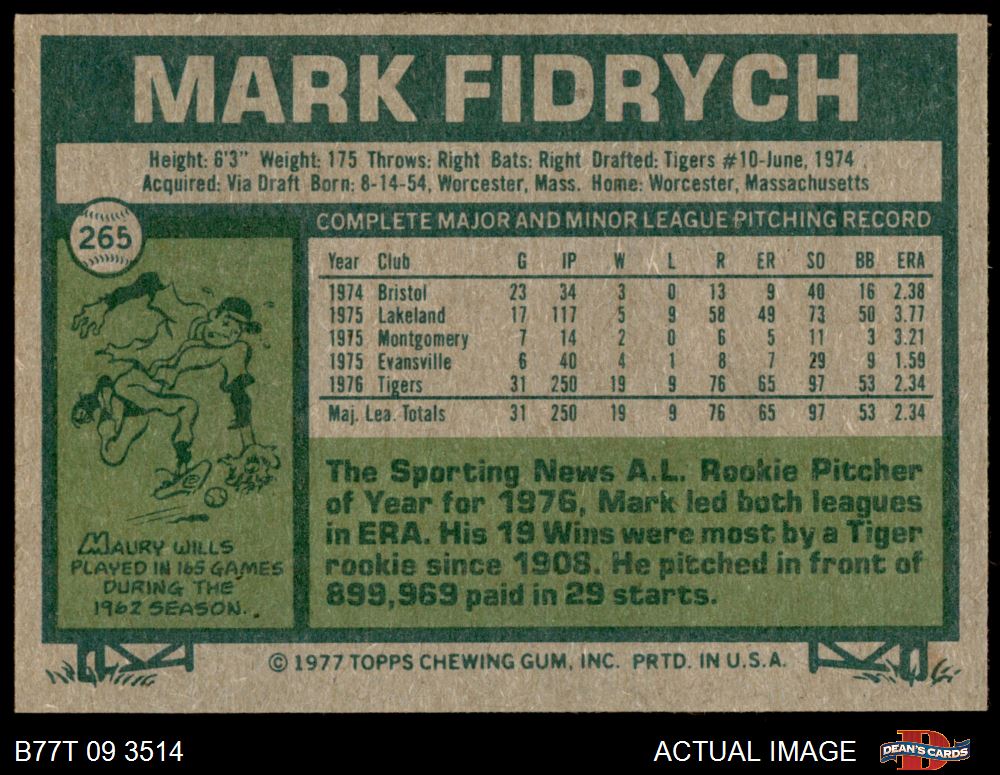 MARK FIDRYCH
Height: 6'3" Weight: 175 Throws: Right Bats: Right Drafted: Tigers #10-June, 1974
Acquired: Via Draft Born: 8-14-54, Worcester, Mass. Home: Worcester, Massachusetts
265
COMPLETE MAJOR AND MINOR LEAGUE PITCHING RECORD
Year Club G IP W L R ER SO BB ERA
1974 Bristol 23 34 3 0 13 9 40 16 2.38
1975 Lakeland 17 117 5 9 58 49 73 50 3.77
1975 Montgomery 7 14 2 0 6 5 11 3 3.21
1975 Evansville 6 40 4 1 8 7 29 9 1.59
1976 Tigers 31 250 19 9 76 65 97 53 2.34
Maj. Lea. Totals 31 250 19 9 76 65 97 53 2.34
MAURY WILLS
PLAYED IN 165 GAMES
DURING THE
1962 SEASON..
The Sporting News A.L. Rookie Pitcher
of Year for 1976, Mark led both leagues
in ERA. His 19 Wins were most by a Tiger
rookie since 1908. He pitched in front of
899,969 paid in 29 starts.
© 1977 TOPPS CHEWING GUM, INC. PRTD. IN U.S.A.
B77T 09 3514
ACTUAL IMAGE
D
DEAN'S CARDS